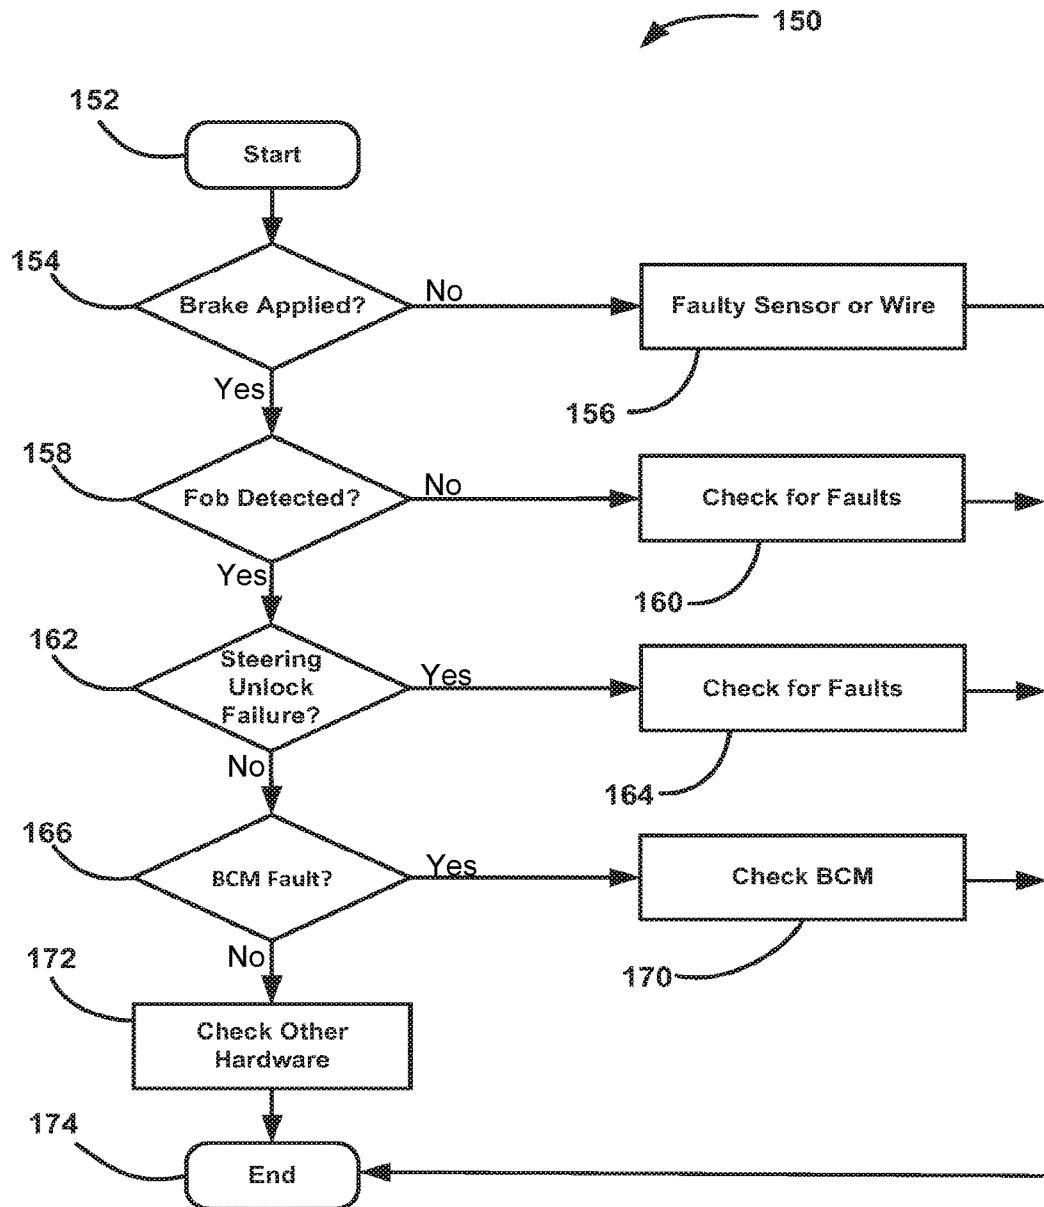 150
152
Start
154
Brake Applied?
No
Faulty Sensor or Wire
156
Yes
158
Fob Detected?
No
Check for Faults
160
Yes
162
Steering
Unlock
Failure?
Yes
Check for Faults
164
No
166
BCM Fault?
Yes
Check BCM
170
No
172
Check Other
Hardware
174
End